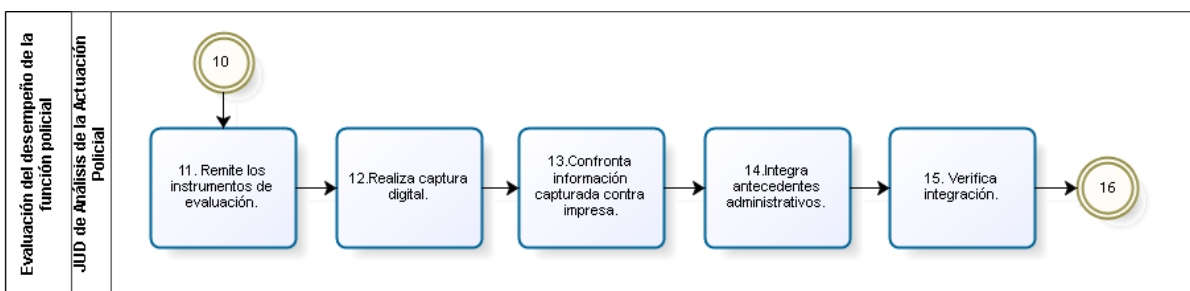 Evaluación del desempeño de la
función policial
JUD de Análisis de la Actuación
Policial
10
11. Remite los
instrumentos de
evaluación.
12.Realiza captura
digital.
13.Confronta
información
capturada contra
impresa.
14.Integra
antecedentes
administrativos.
15. Verifica
integración.
16